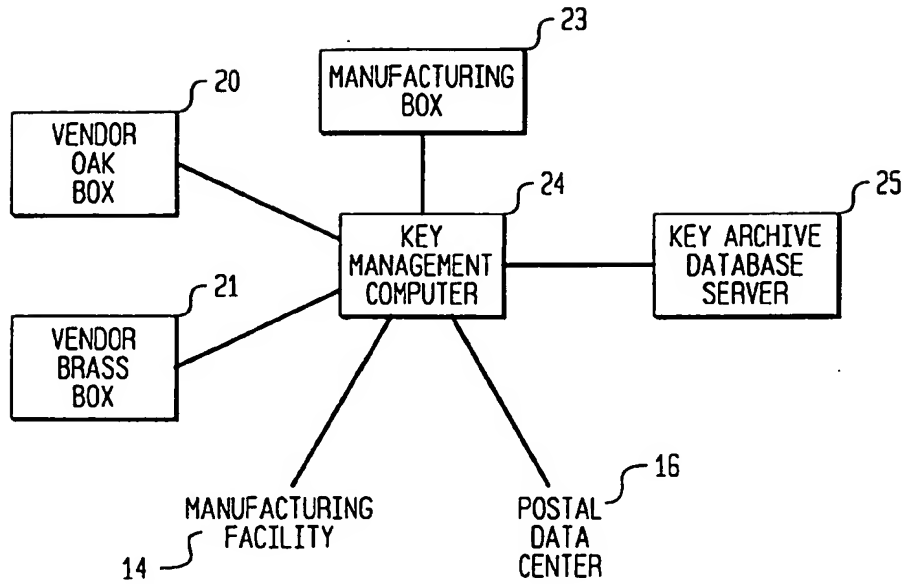 23
MANUFACTURING
BOX
20
VENDOR
OAK
BOX
24
KEY
MANAGEMENT
COMPUTER
25
KEY ARCHIVE
DATABASE
SERVER
21
VENDOR
BRASS
BOX
MANUFACTURING
FACILITY
14
16
POSTAL
DATA
CENTER